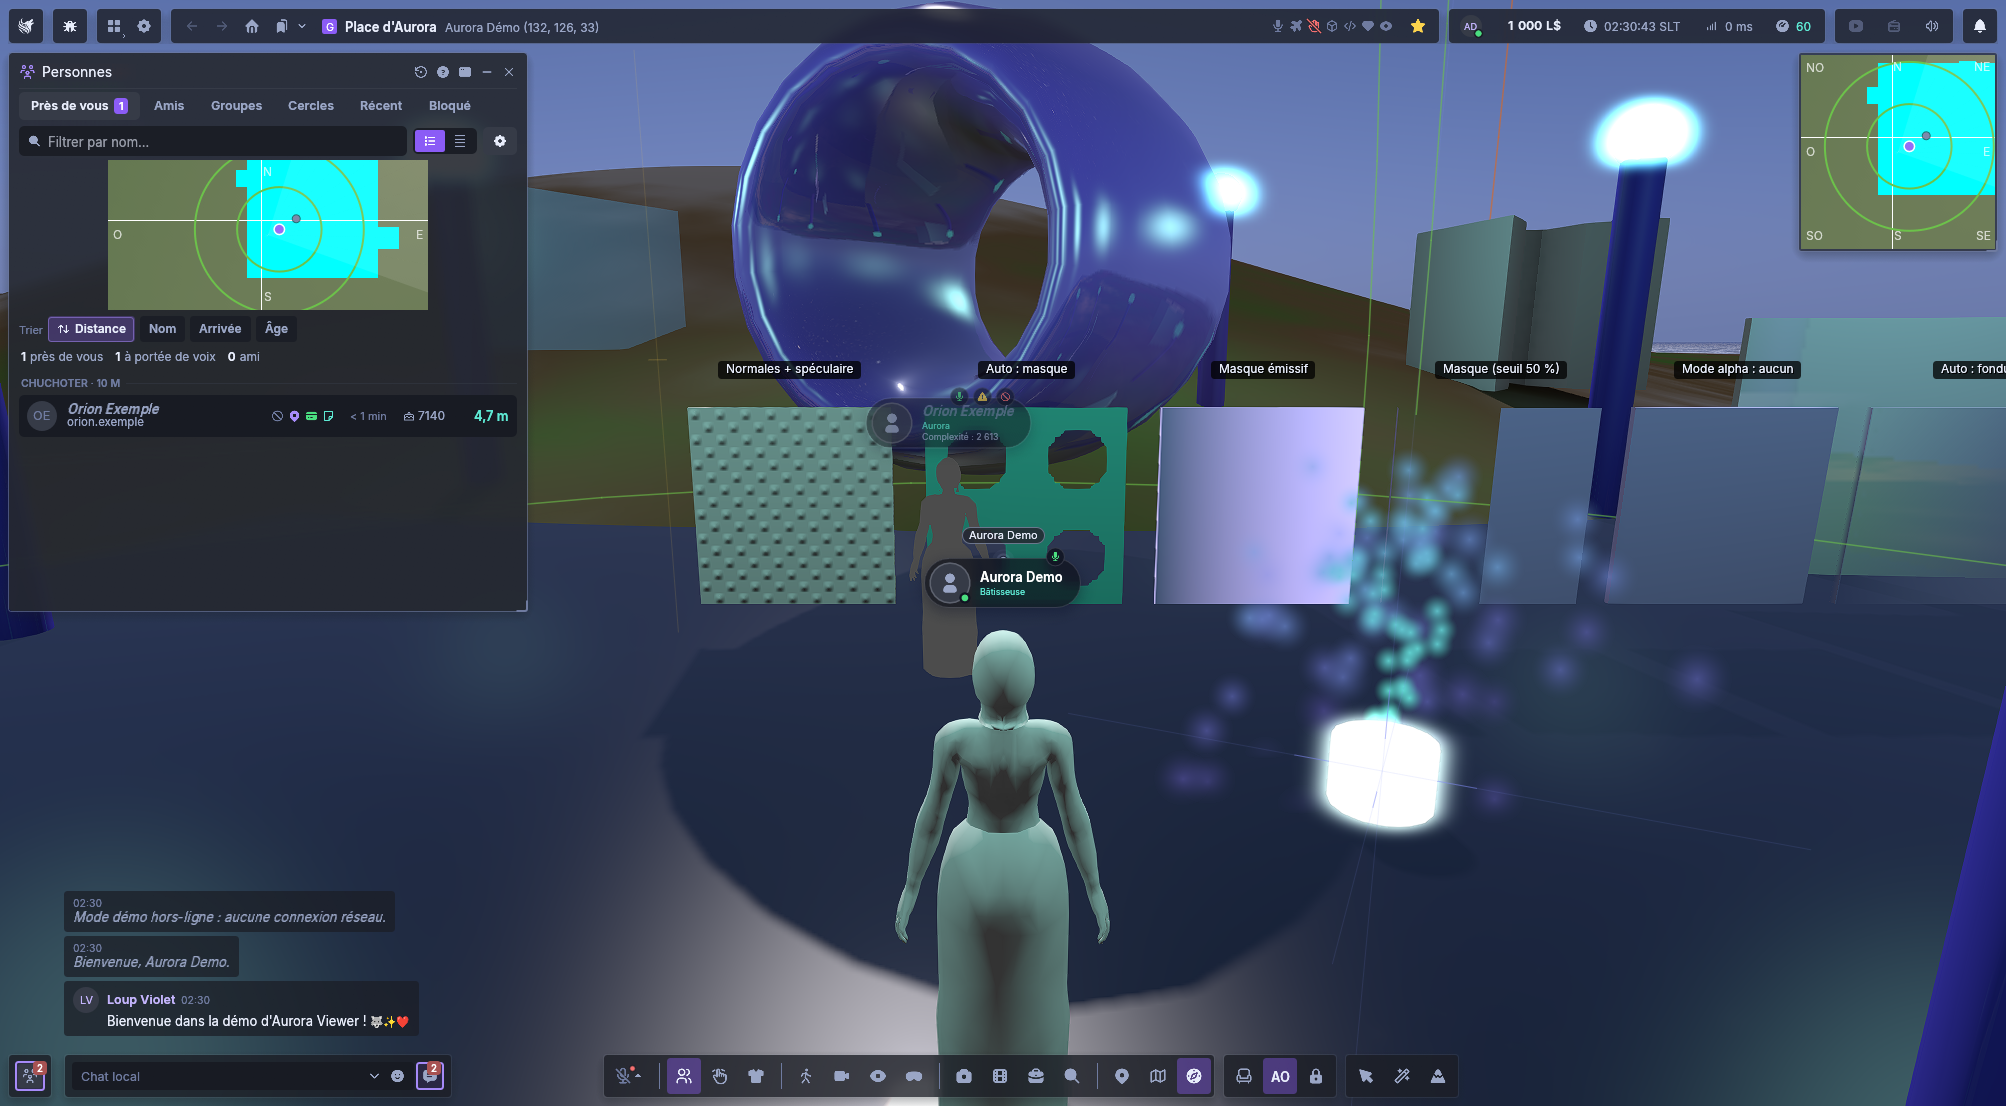 Place d'Aurora Aurora Démo (132, 126, 33)
AD 1 000 L$ 02:30:43 SLT 0 ms 60
Personnes
Près de vous 1 Amis Groupes Cercles Récent Bloqué
Filtrer par nom...
N
O E
S
Trier Distance Nom Arrivée Âge
1 près de vous 1 à portée de voix 0 ami
CHUCHOTER · 10 M
OE Orion Exemple < 1 min 7140 4,7 m
orion.exemple
NO N NE
O E
SO S SE
Normales + spéculaire
Auto : masque
Masque émissif
Masque (seuil 50 %)
Mode alpha : aucun
Auto : fondu
Orion Exemple
Aurora
Complexité : 2 613
Aurora Demo
Aurora Demo
Bâtisseuse
02:30
Mode démo hors-ligne : aucune connexion réseau.
02:30
Bienvenue, Aurora Demo.
LV Loup Violet 02:30
Bienvenue dans la démo d'Aurora Viewer ! 🐺✨❤️
2 Chat local 2
AO